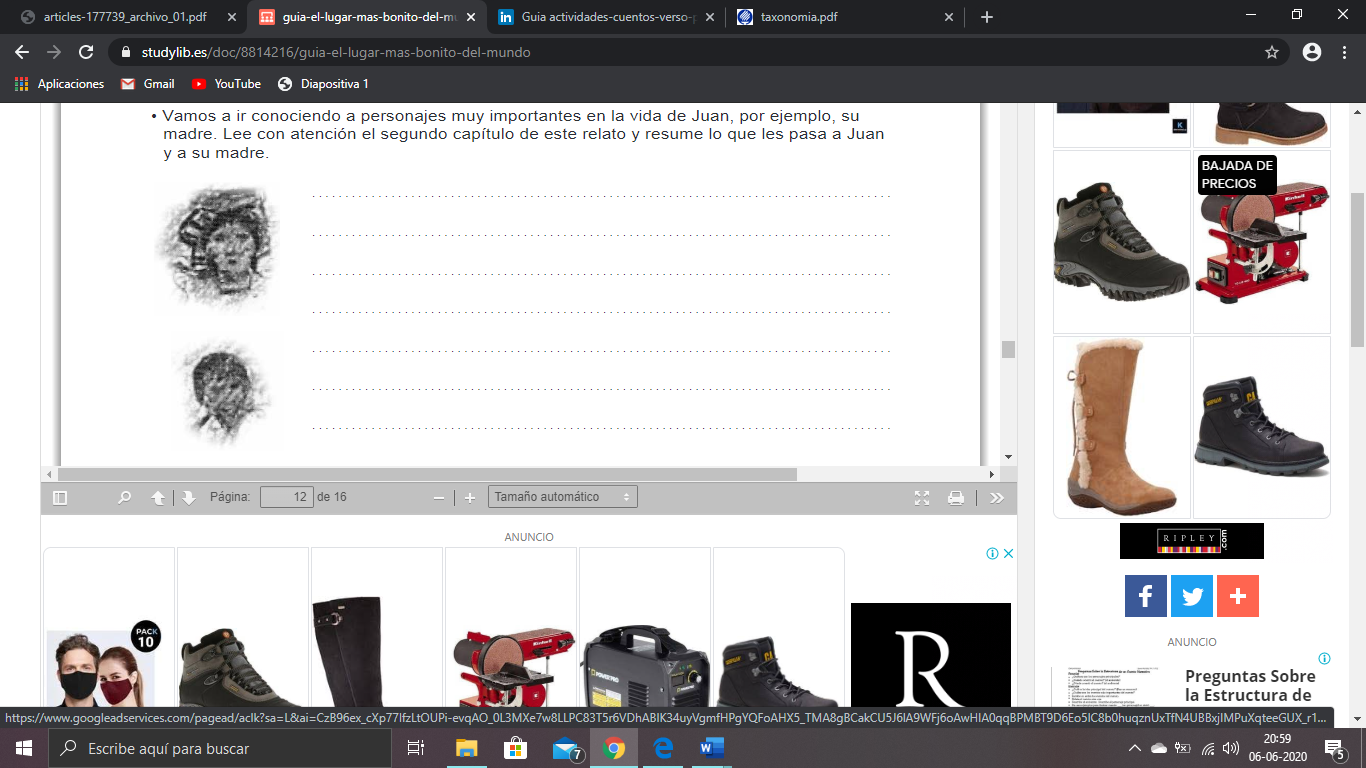 articles-177739_archivo_01.pdf
guia-el-lugar-mas-bonito-del-mu
Guia actividades-cuentos-verso-p
taxonomia.pdf
studylib.es/doc/8814216/guia-el-lugar-mas-bonito-del-mundo
Aplicaciones
Gmail
YouTube
Diapositiva 1
• Vamos a ir conociendo a personajes muy importantes en la vida de Juan, por ejemplo, su
madre. Lee con atención el segundo capítulo de este relato y resume lo que les pasa a Juan
y a su madre.
BAJADA DE
PRECIOS
Einhell
Página:
12
de 16
Tamaño automático
ANUNCIO
RIPLEY
.com
PACK
10
R
ANUNCIO
Preguntas Sobre
la Estructura de
https://www.googleadservices.com/pagead/aclk?sa=L&ai=CzB96ex_cXp77IfzLtOUPi-evqAO_0L3MXe7w8LLPC83T5r6VDhABIK34uyVgmfHPgYQFoAHX5_TMA8gBCakCU5J6lA9WFj6oAwHIA0qqBPMBT9D6Eo5lC8b0huqznUxTfN4UBBxjIMPuXqteeGUX_r1...
Escribe aquí para buscar
7
20:59
06-06-2020
5